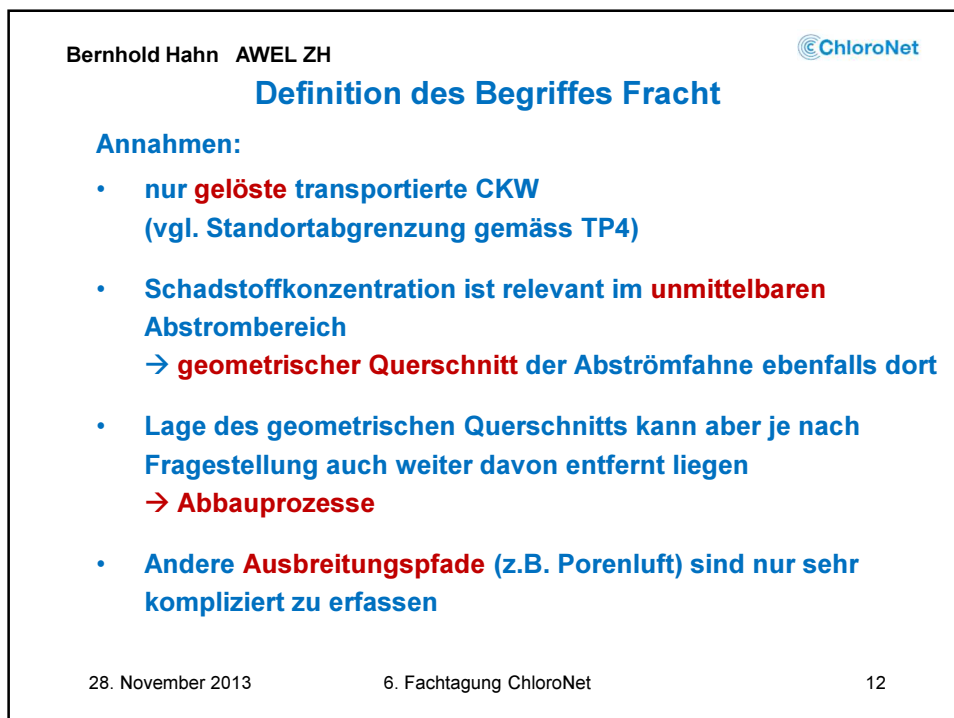 Bernhold Hahn AWEL ZH
ChloroNet
Definition des Begriffes Fracht
Annahmen:
• nur gelöste transportierte CKW
(vgl. Standortabgrenzung gemäss TP4)
• Schadstoffkonzentration ist relevant im unmittelbaren
Abstrombereich
→ geometrischer Querschnitt der Abströmfahne ebenfalls dort
• Lage des geometrischen Querschnitts kann aber je nach
Fragestellung auch weiter davon entfernt liegen
→ Abbauprozesse
• Andere Ausbreitungspfade (z.B. Porenluft) sind nur sehr
kompliziert zu erfassen
28. November 2013 6. Fachtagung ChloroNet 12